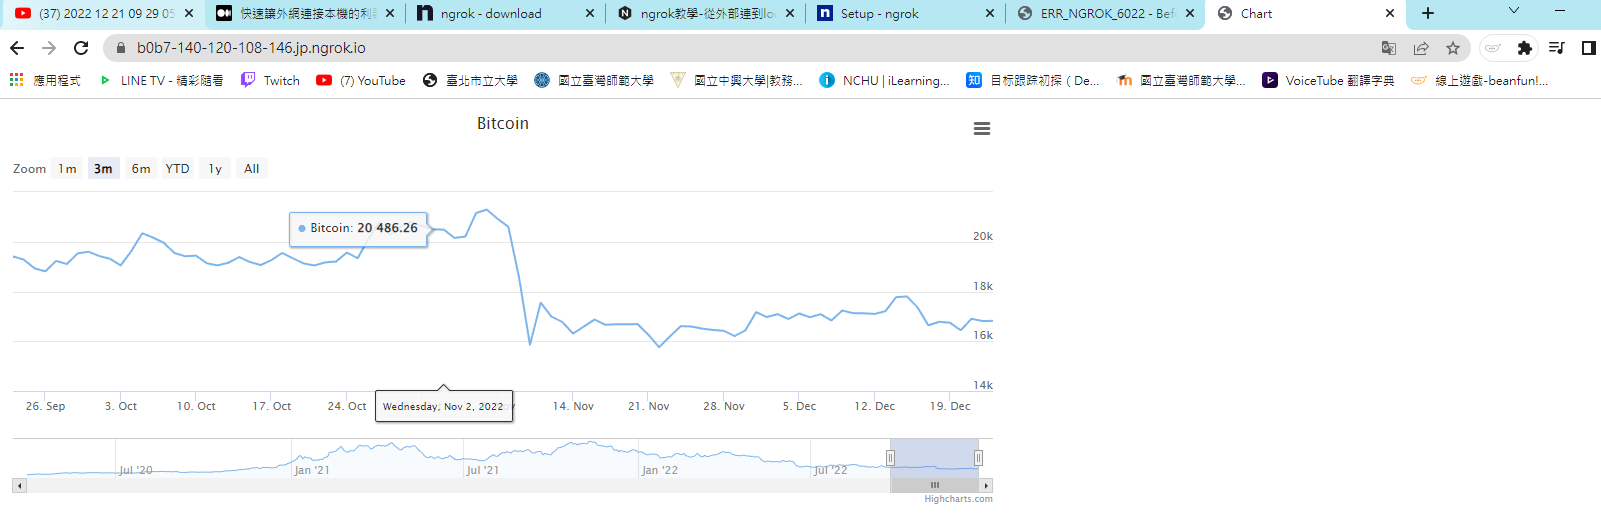 (37) 2022 12 21 09 29 05
快速讓外網連接本機的利
ngrok - download
ngrok教學-從外部連到lo
Setup - ngrok
ERR_NGROK_6022 - Bef
Chart
b0b7-140-120-108-146.jp.ngrok.io
應用程式
LINE TV - 精彩隨看
Twitch
(7) YouTube
臺北市立大學
國立臺灣師範大學
國立中興大學|教務...
NCHU | iLearning...
目标跟踪初探（De...
國立臺灣師範大學...
VoiceTube 翻譯字典
線上遊戲-beanfun!...
Bitcoin
Zoom 1m 3m 6m YTD 1y All
Bitcoin: 20 486.26
20k
18k
16k
14k
26. Sep 3. Oct 10. Oct 17. Oct 24. Oct 14. Nov 21. Nov 28. Nov 5. Dec 12. Dec 19. Dec
Wednesday, Nov 2, 2022
Jul '20 Jan '21 Jul '21 Jan '22 Jul '22
Highcharts.com